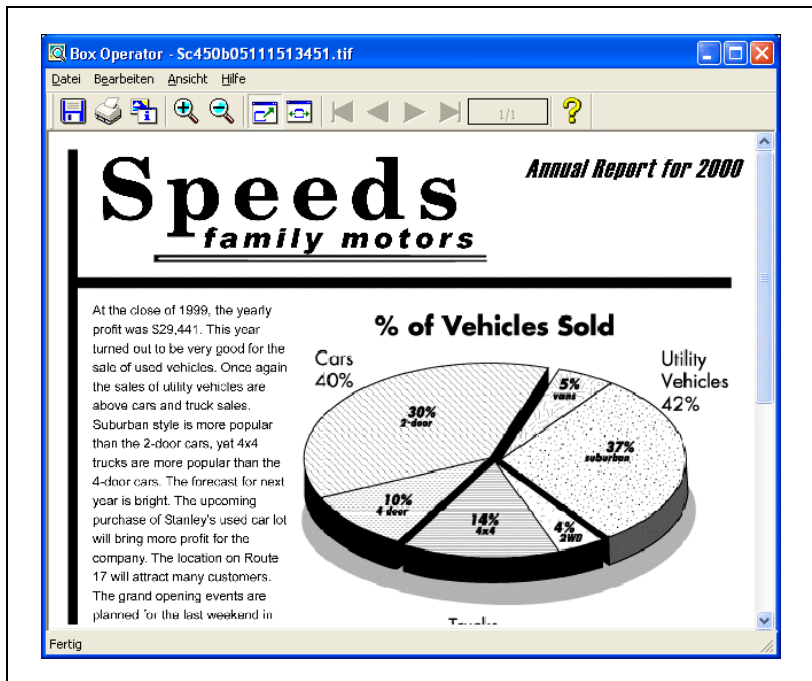 Box Operator - Sc450b05111513451.tif
Datei Bearbeiten Ansicht Hilfe
1/1
Speeds
family motors
Annual Report for 2000
At the close of 1999, the yearly
profit was $29,441. This year
turned out to be very good for the
sale of used vehicles. Once again
the sales of utility vehicles are
above cars and truck sales.
Suburban style is more popular
than the 2-door cars, yet 4x4
trucks are more popular than the
4-door cars. The forecast for next
year is bright. The upcoming
purchase of Stanley's used car lot
will bring more profit for the
company. The location on Route
17 will attract many customers.
The grand opening events are
planned for the last weekend in
% of Vehicles Sold
Cars
40%
Utility
Vehicles
42%
30%
2-door
5%
vans
37%
suburban
10%
4 door
14%
4x4
4%
2WD
Trucks
Fertig